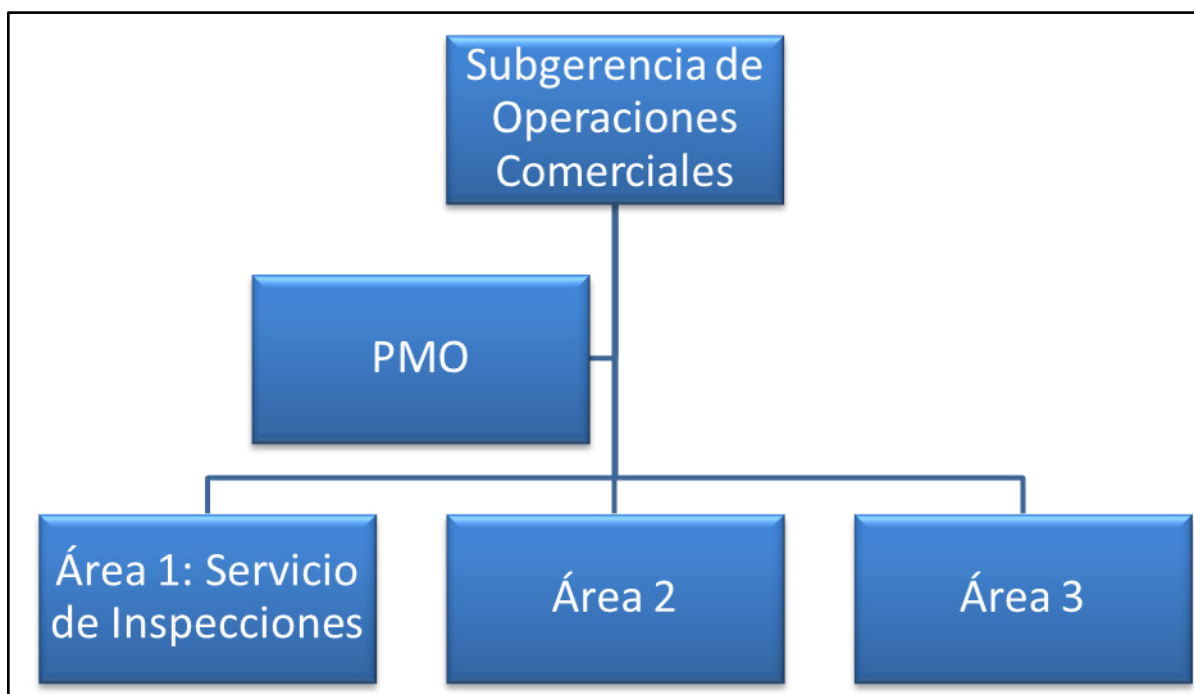 Subgerencia de
Operaciones
Comerciales
PMO
Área 1: Servicio
de Inspecciones
Área 2
Área 3